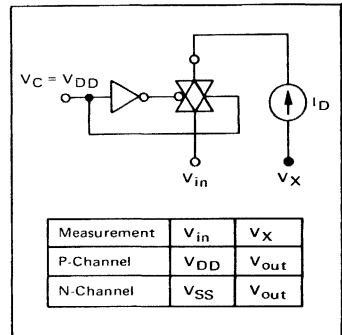 V_C = V_DD
I_D
V_in
V_X
Measurement V_in V_X
P-Channel V_DD V_out
N-Channel V_SS V_out